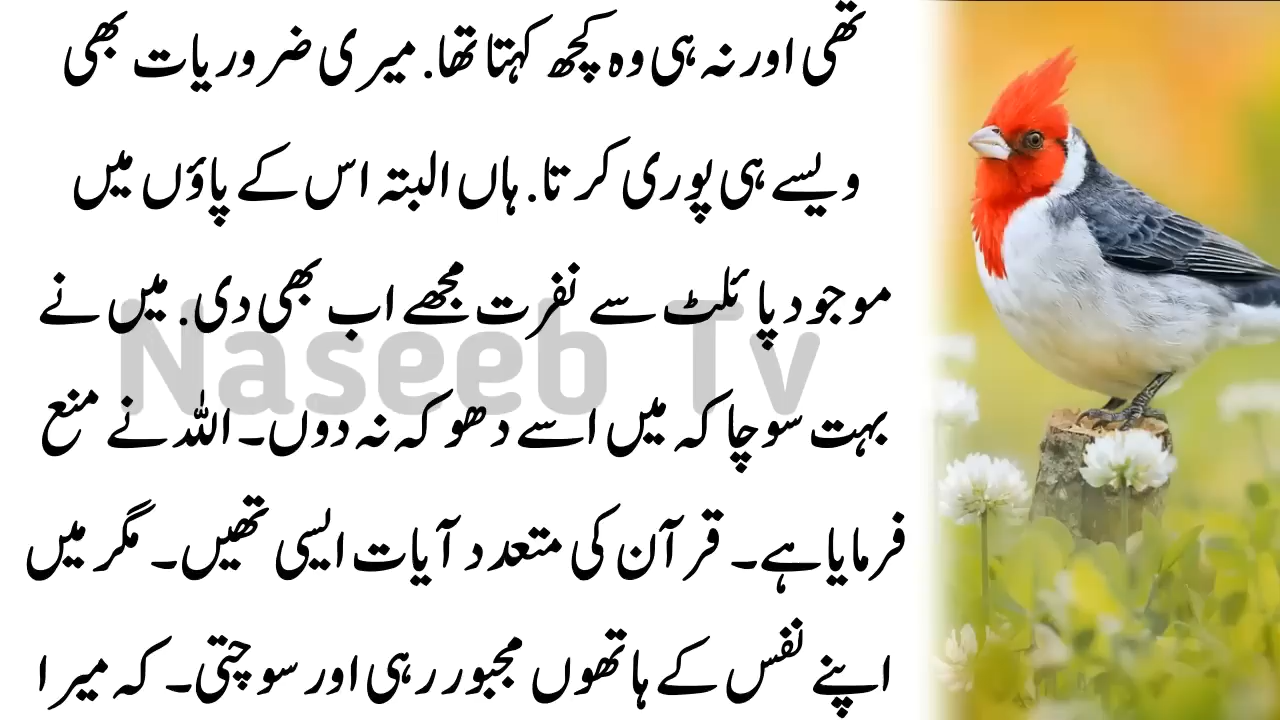 تھی اور نہ ہی وہ کچھ کہتا تھا. میری ضروریات بھی
ویسے ہی پوری کرتا. ہاں البتہ اس کے پاؤں میں
موجود پائلٹ سے نفرت مجھے اب بھی دی. میں نے
Naseeb Tv
بہت سوچا کہ میں اسے دھوکہ نہ دوں۔ اللہ نے منع
فرمایا ہے۔ قرآن کی متعدد آیات ایسی تھیں۔ مگر میں
اپنے نفس کے ہاتھوں مجبور رہی اور سوچتی۔ کہ میرا